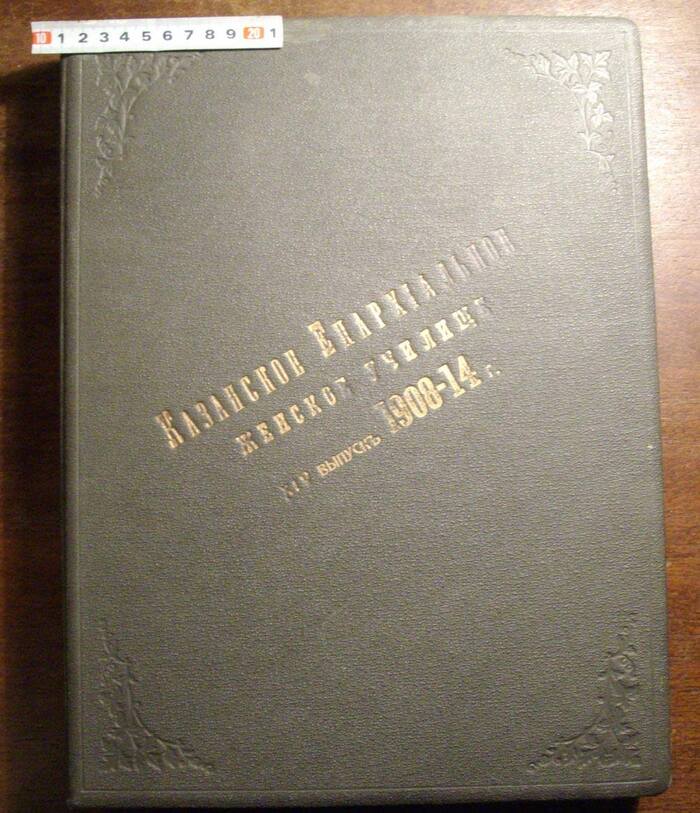 10 1 2 3 4 5 6 7 8 9 20 1
Казанское Епархіальное
женское училище
XIV выпускъ 1908-14 г.